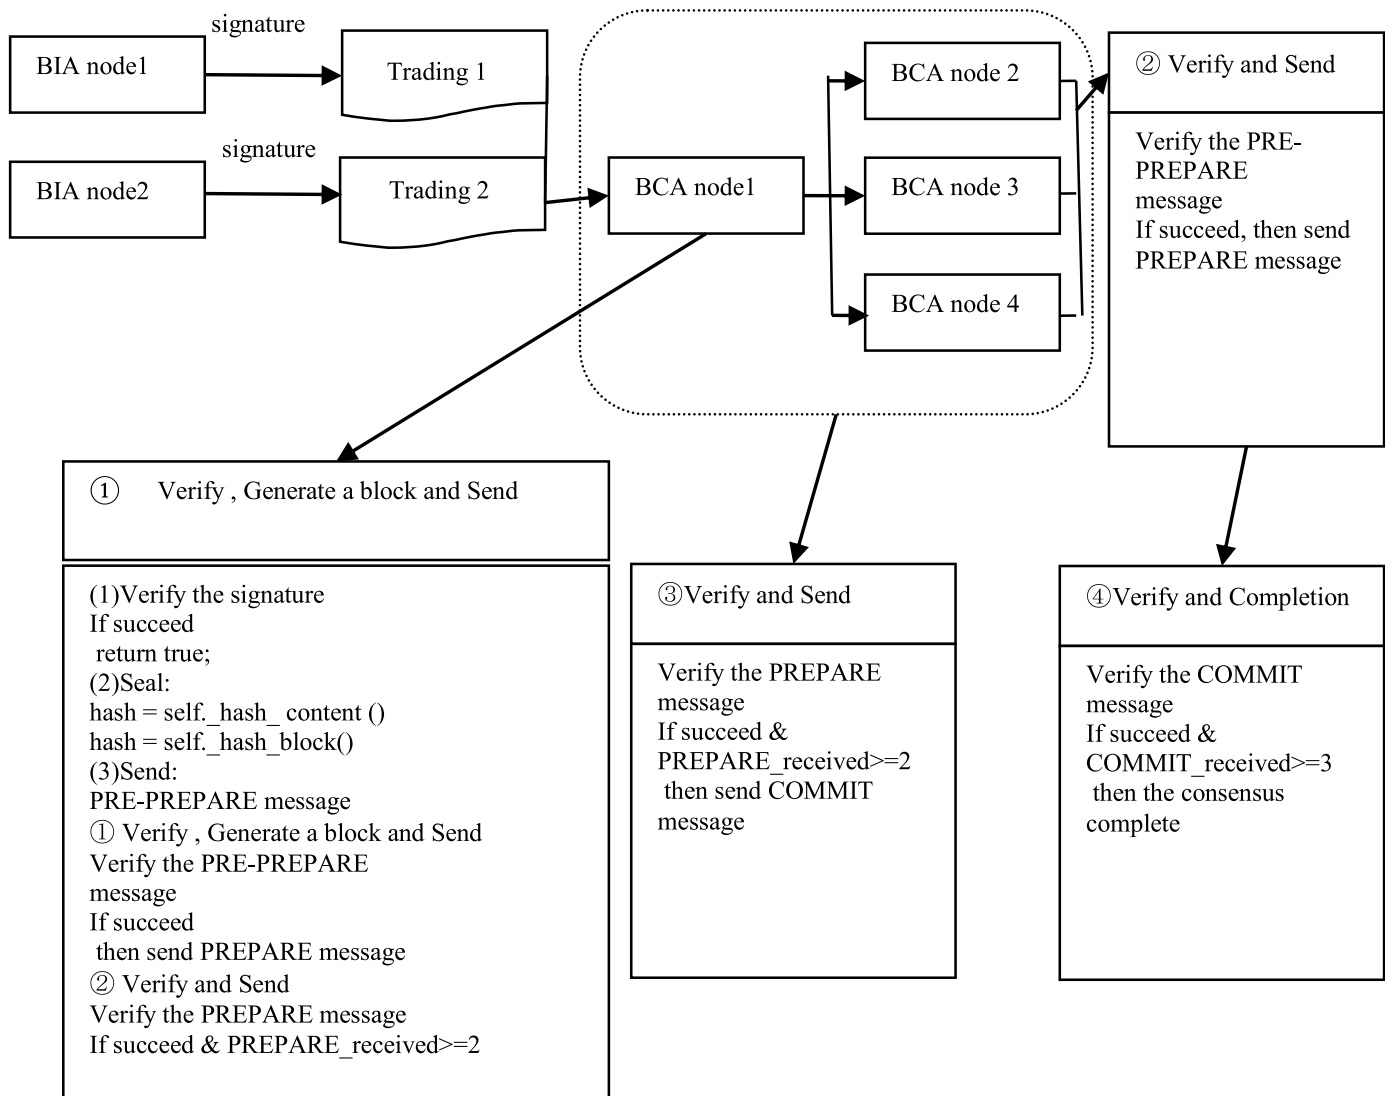 signature
BIA node1
Trading 1
signature
BIA node2
Trading 2
BCA node1
BCA node 2
BCA node 3
BCA node 4
② Verify and Send
Verify the PRE-
PREPARE
message
If succeed, then send
PREPARE message
① Verify , Generate a block and Send
(1)Verify the signature
If succeed
return true;
(2)Seal:
hash = self._hash_ content ()
hash = self._hash_block()
(3)Send:
PRE-PREPARE message
① Verify , Generate a block and Send
Verify the PRE-PREPARE
message
If succeed
then send PREPARE message
② Verify and Send
Verify the PREPARE message
If succeed & PREPARE_received>=2
③Verify and Send
Verify the PREPARE
message
If succeed &
PREPARE_received>=2
then send COMMIT
message
④Verify and Completion
Verify the COMMIT
message
If succeed &
COMMIT_received>=3
then the consensus
complete